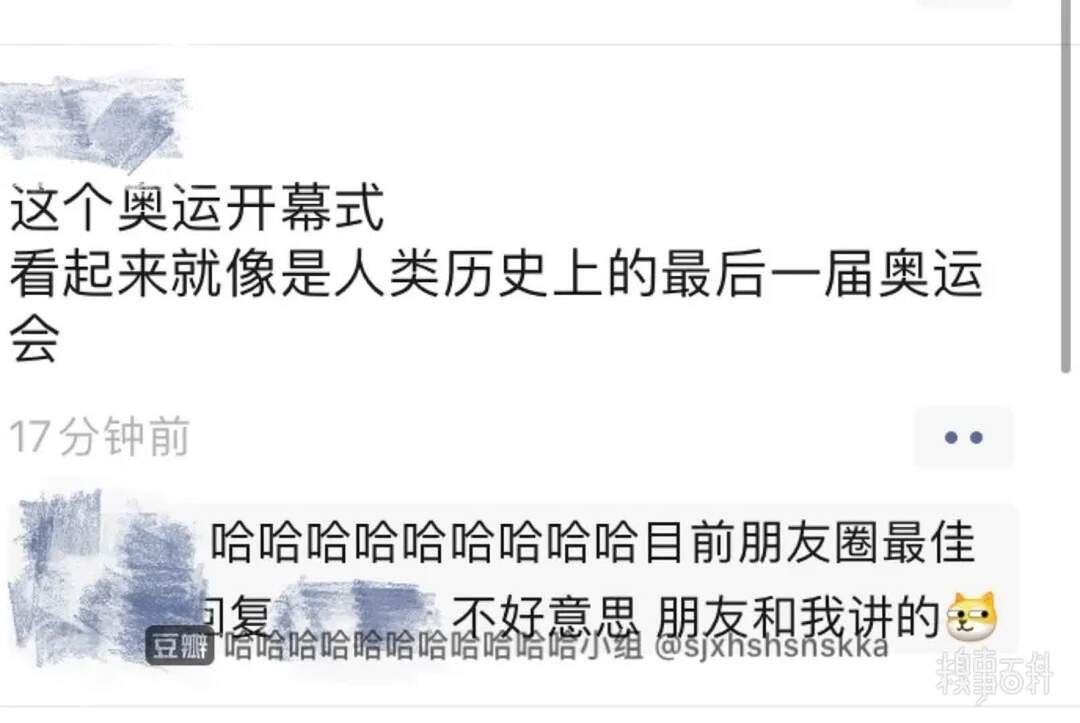 这个奥运开幕式
看起来就像是人类历史上的最后一届奥运
会
17分钟前
哈哈哈哈哈哈哈哈哈目前朋友圈最佳
回复 不好意思 朋友和我讲的
豆瓣 哈哈哈哈哈哈哈哈哈哈哈小组 @sjxhshsnskka
糗事百科